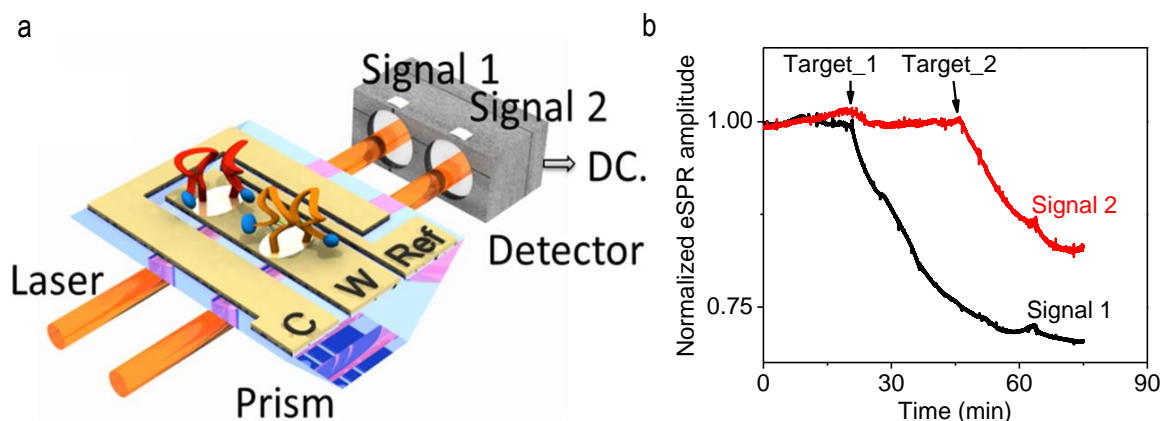 a
Signal 1
Signal 2
DC.
Detector
Laser
C
W
Ref
Prism
b
Target_1
Target_2
Normalized eSPR amplitude
1.00
0.75
Signal 2
Signal 1
0
30
60
90
Time (min)